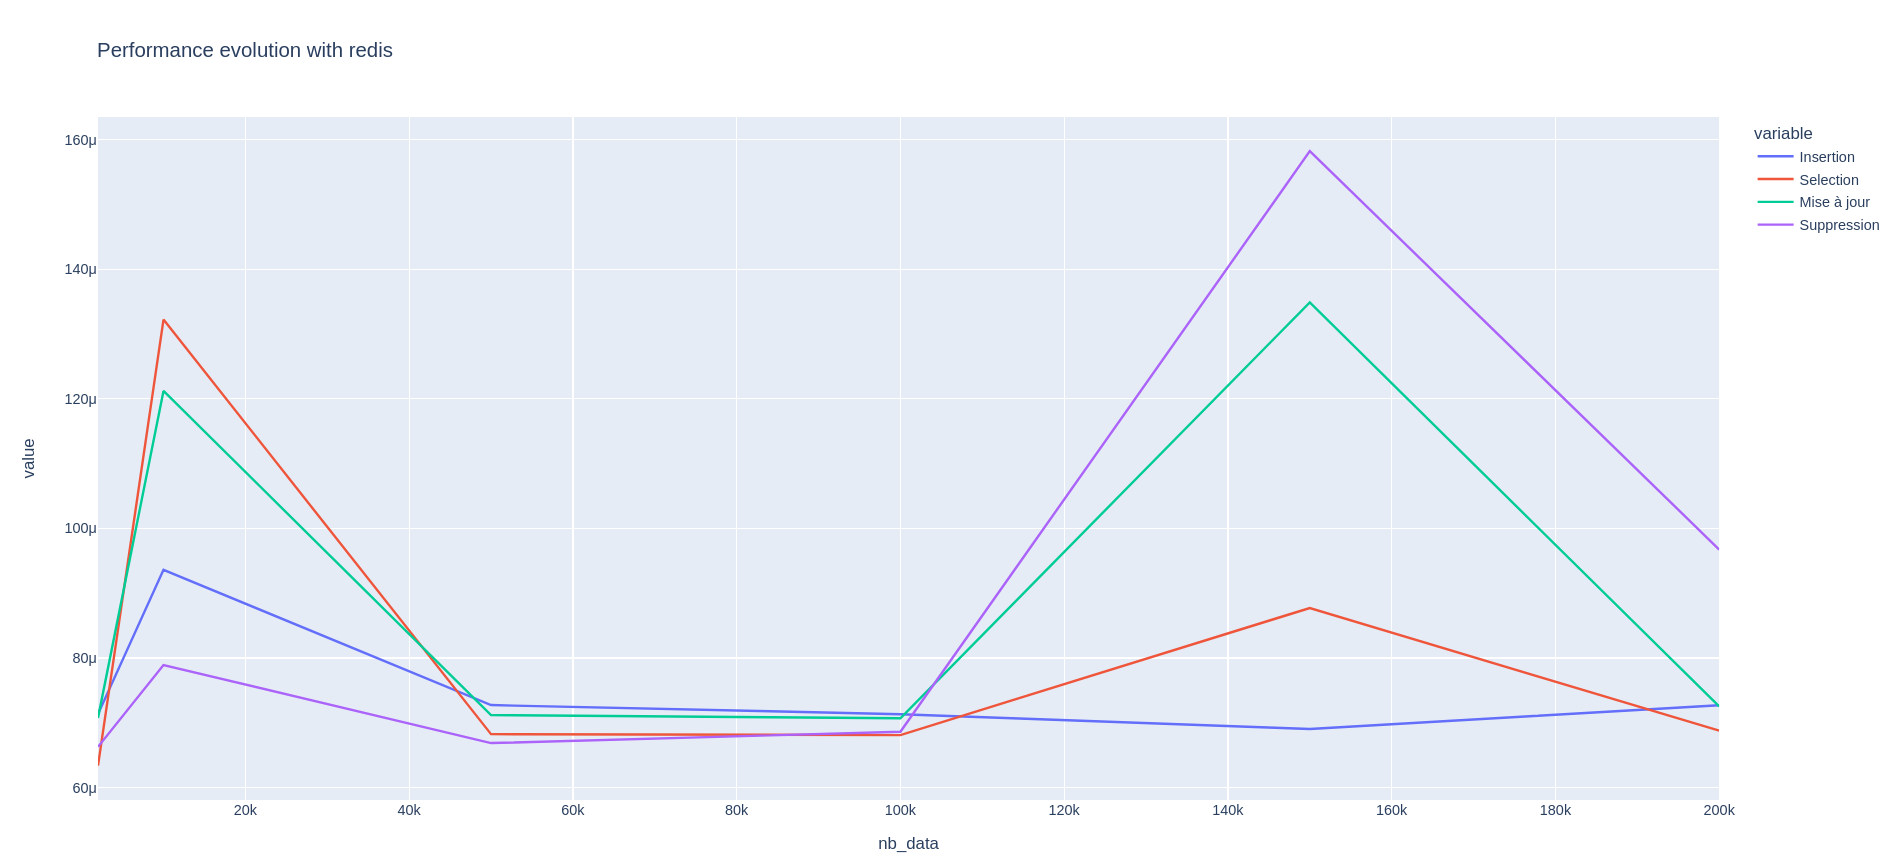 Performance evolution with redis
160μ
140μ
120μ
100μ
80μ
60μ
value
20k
40k
60k
80k
100k
120k
140k
160k
180k
200k
nb_data
variable
Insertion
Selection
Mise à jour
Suppression